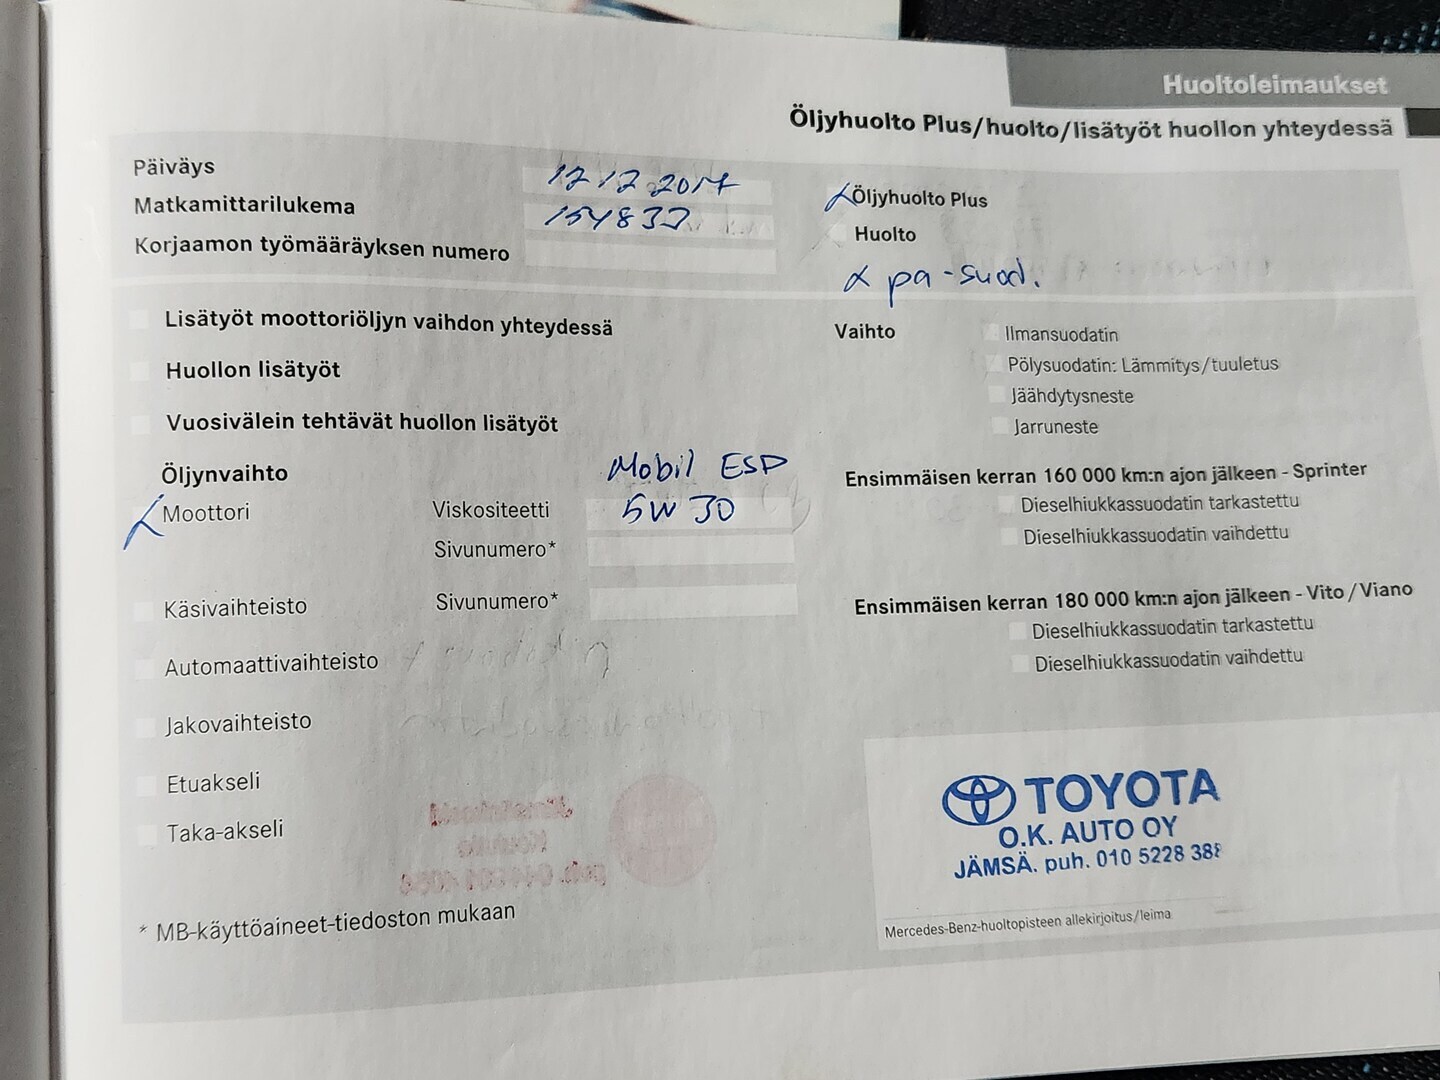 Huoltoleimaukset
Öljyhuolto Plus/huolto/lisätyöt huollon yhteydessä
Päiväys 12.12.2017
Matkamittarilukema
Korjaamon työmääräyksen numero
Öljyhuolto Plus
Huolto
pa-suod.
Lisätyöt moottoriöljyn vaihdon yhteydessä
Huollon lisätyöt
Vuosivälein tehtävät huollon lisätyöt
Vaihto Ilmansuodatin
Pölysuodatin: Lämmitys/tuuletus
Jäähdytysneste
Jarruneste
Öljynvaihto Mobil ESP
Moottori Viskositeetti 5W30
Sivunumero*
Käsivaihteisto Sivunumero*
Automaattivaihteisto
Jakovaihteisto
Etuakseli
Taka-akseli
* MB-käyttöaineet-tiedoston mukaan
Ensimmäisen kerran 160 000 km:n ajon jälkeen - Sprinter
Dieselhiukkassuodatin tarkastettu
Dieselhiukkassuodatin vaihdettu
Ensimmäisen kerran 180 000 km:n ajon jälkeen - Vito/Viano
Dieselhiukkassuodatin tarkastettu
Dieselhiukkassuodatin vaihdettu
TOYOTA
O.K. AUTO OY
JÄMSÄ. puh. 010 5228 388
Mercedes-Benz-huoltopisteen allekirjoitus/leima